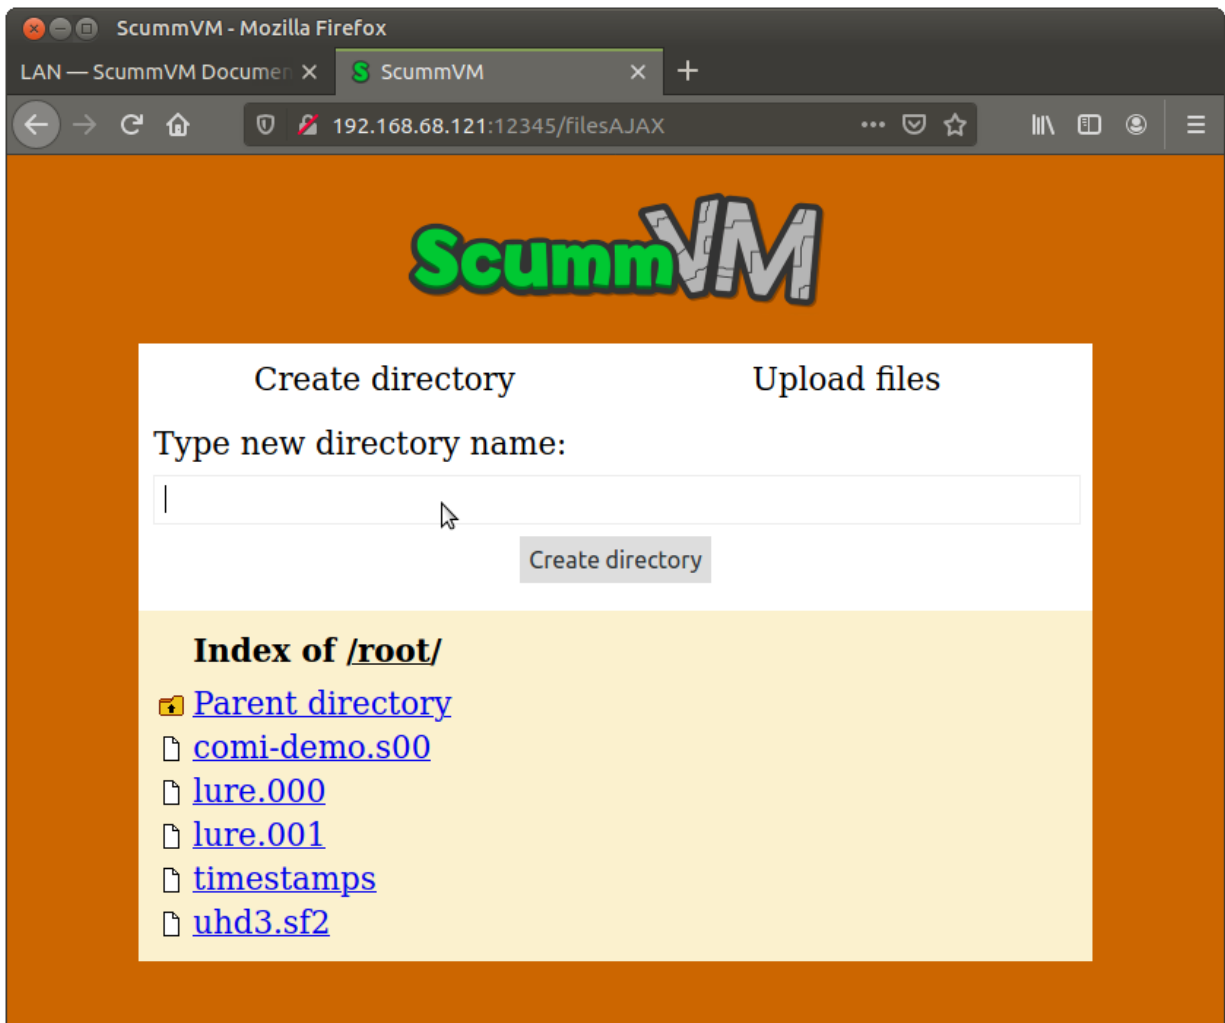 ScummVM - Mozilla Firefox
LAN — ScummVM Documen
ScummVM
192.168.68.121:12345/filesAJAX
ScummVM
Create directory
Upload files
Type new directory name:
Create directory
Index of /root/
Parent directory
comi-demo.s00
lure.000
lure.001
timestamps
uhd3.sf2